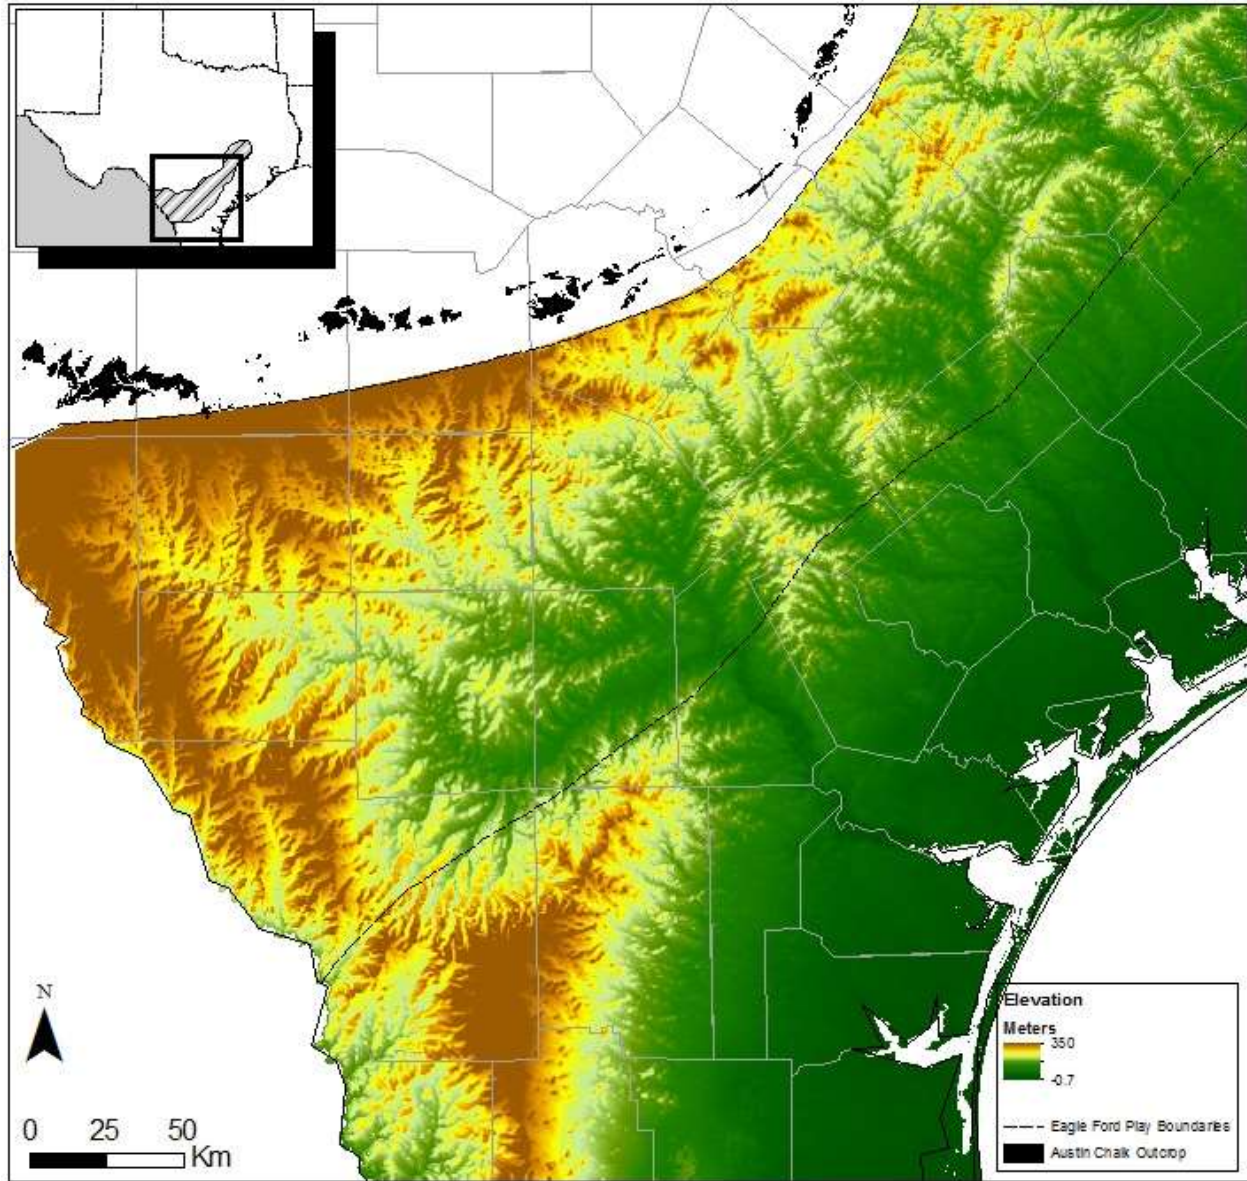 N
0 25 50
Km
Elevation
Meters
350
-0.7
Eagle Ford Play Boundaries
Austin Chalk Outcrop